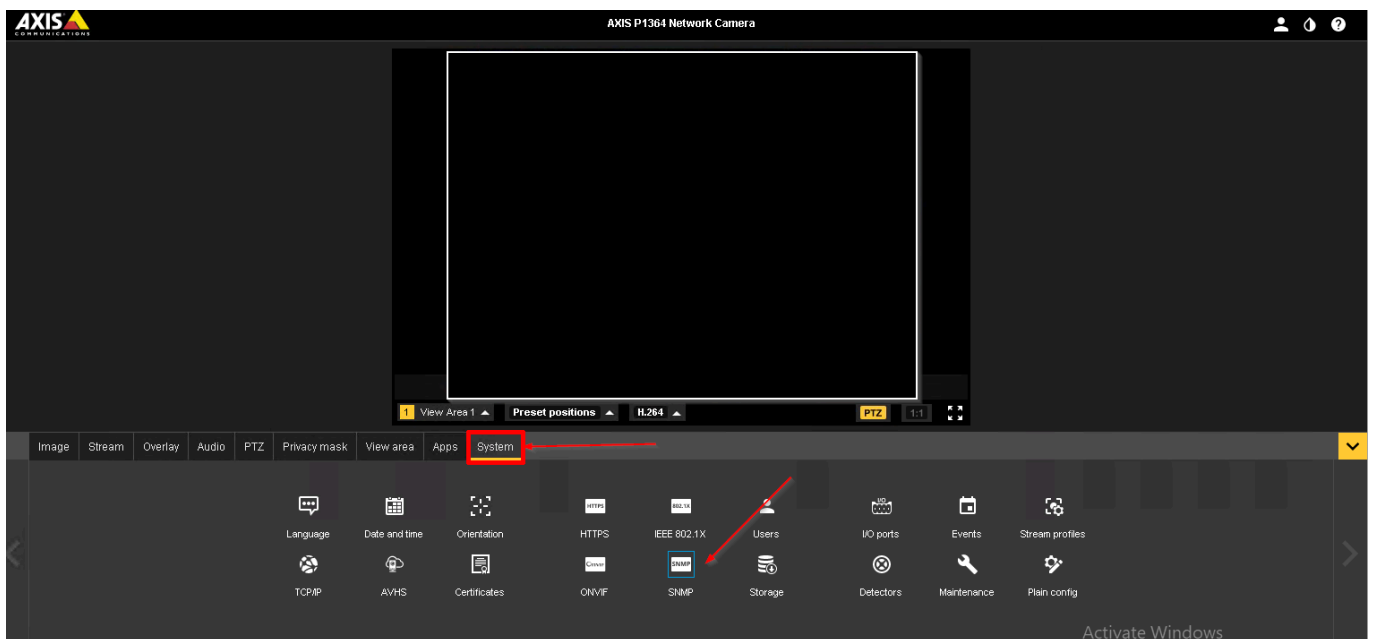 AXIS
COMMUNICATIONS
AXIS P1364 Network Camera
?
1 View Area 1 Preset positions H.264 PTZ 1:1
Image Stream Overlay Audio PTZ Privacy mask View area Apps System
HTTPS 802.1X I/O
Language Date and time Orientation HTTPS IEEE 802.1X Users I/O ports Events Stream profiles
ONVIF SNMP
TCP/IP AVHS Certificates ONVIF SNMP Storage Detectors Maintenance Plain config
Activate Windows